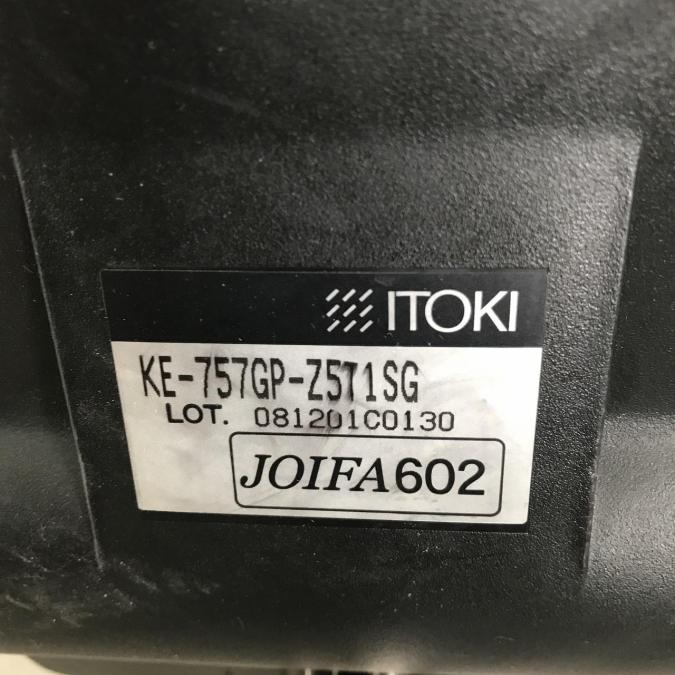 ITOKI
KE-757GP-Z5T1SG
LOT. 081201C0130
JOIFA602